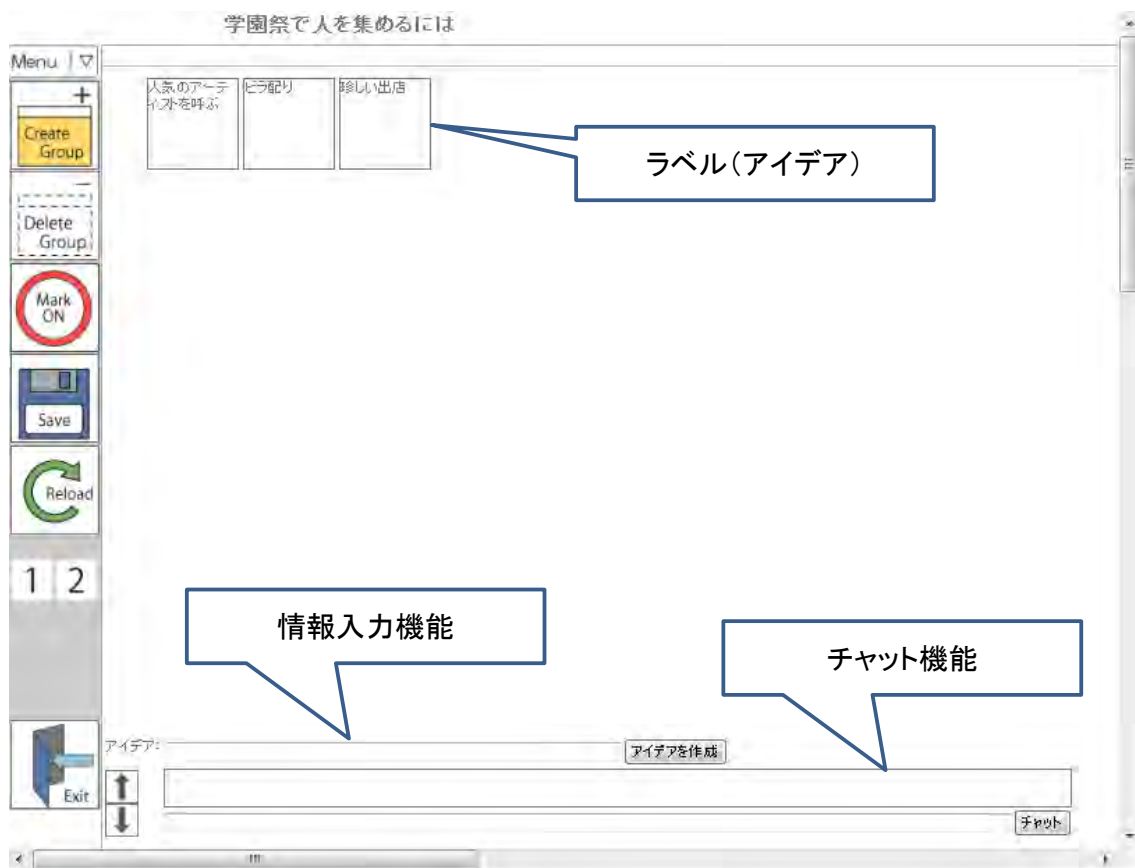 学園祭で人を集めるには
Menu ▽
+
Create
Group
人気のアーテ
ィストを呼ぶ
ビラ配り
珍しい出店
ラベル(アイデア)
−
Delete
Group
Mark
ON
Save
Reload
1 2
情報入力機能
チャット機能
アイデア:
アイデアを作成
Exit
↑
↓
チャット